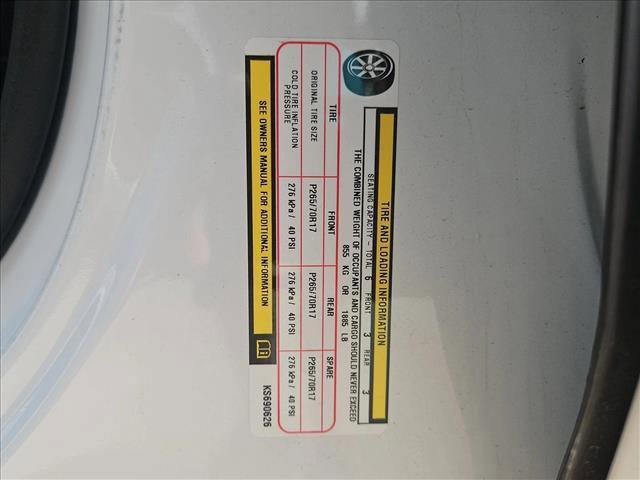 TIRE AND LOADING INFORMATION
SEATING CAPACITY - TOTAL 6 FRONT 3 REAR 3
THE COMBINED WEIGHT OF OCCUPANTS AND CARGO SHOULD NEVER EXCEED
855 KG OR 1885 LB
TIRE FRONT REAR SPARE
ORIGINAL TIRE SIZE P265/70R17 P265/70R17 P265/70R17
COLD TIRE INFLATION PRESSURE 276 kPa / 40 PSI 276 kPa / 40 PSI 276 kPa / 40 PSI
SEE OWNERS MANUAL FOR ADDITIONAL INFORMATION
KS690626